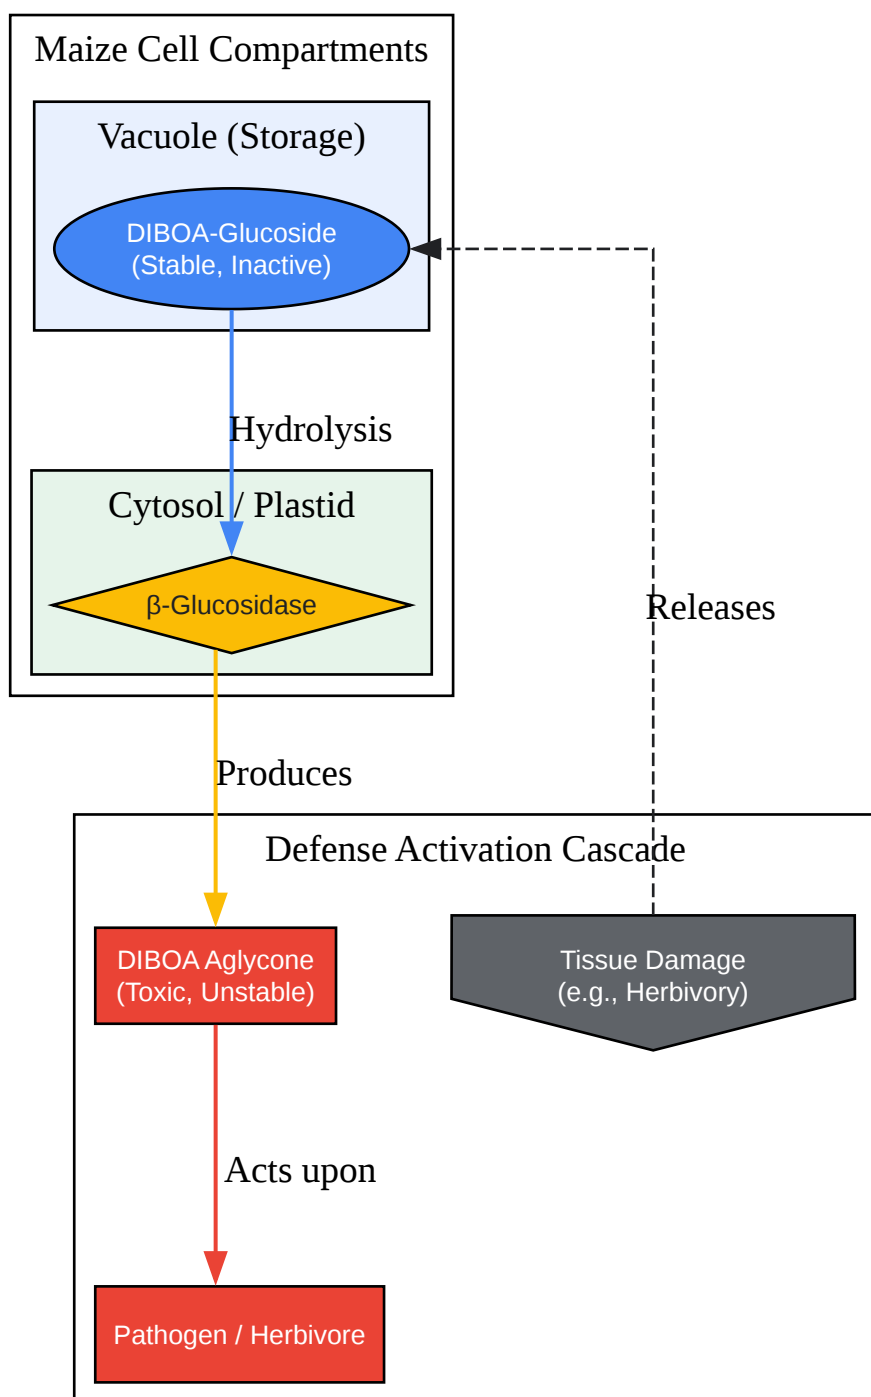 Maize Cell Compartments
Vacuole (Storage)
DIBOA-Glucoside
(Stable, Inactive)
Hydrolysis
Cytosol / Plastid
β-Glucosidase
Releases
Produces
Defense Activation Cascade
DIBOA Aglycone
(Toxic, Unstable)
Tissue Damage
(e.g., Herbivory)
Acts upon
Pathogen / Herbivore